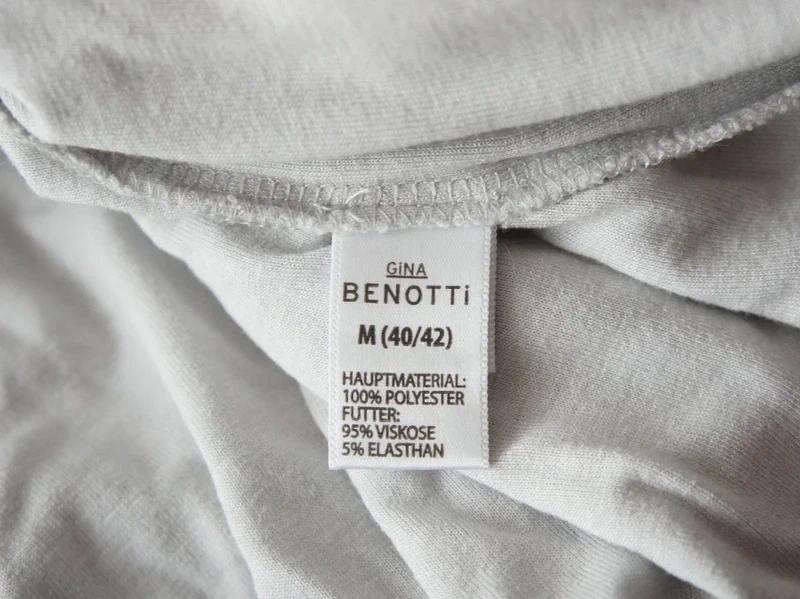 GiNA
BENOTTi
M (40/42)
HAUPTMATERIAL:
100% POLYESTER
FUTTER:
95% VISKOSE
5% ELASTHAN